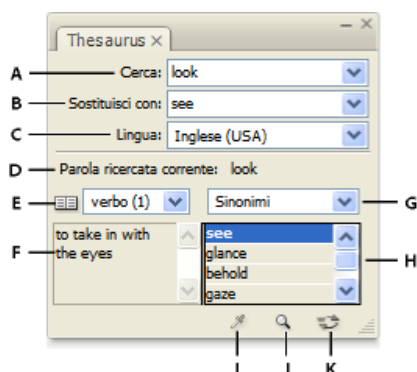 Thesaurus ×
A Cerca: look
B Sostituisci con: see
C Lingua: Inglese (USA)
D Parola ricercata corrente: look
E verbo (1) Sinonimi G
F to take in with the eyes
see
glance
behold
gaze
H
I J K